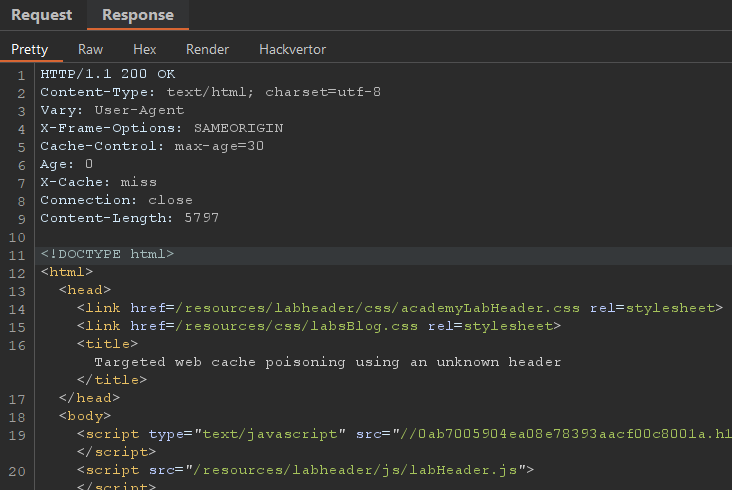 Request Response
Pretty Raw Hex Render Hackvertor
1 HTTP/1.1 200 OK
2 Content-Type: text/html; charset=utf-8
3 Vary: User-Agent
4 X-Frame-Options: SAMEORIGIN
5 Cache-Control: max-age=30
6 Age: 0
7 X-Cache: miss
8 Connection: close
9 Content-Length: 5797
10
11 <!DOCTYPE html>
12 <html>
13 <head>
14 <link href=/resources/labheader/css/academyLabHeader.css rel=stylesheet>
15 <link href=/resources/css/labsBlog.css rel=stylesheet>
16 <title>
Targeted web cache poisoning using an unknown header
</title>
17 </head>
18 <body>
19 <script type="text/javascript" src="//0ab7005904ea08e78393aacf00c8001a.h1
</script>
20 <script src="/resources/labheader/js/labHeader.js">
</script>